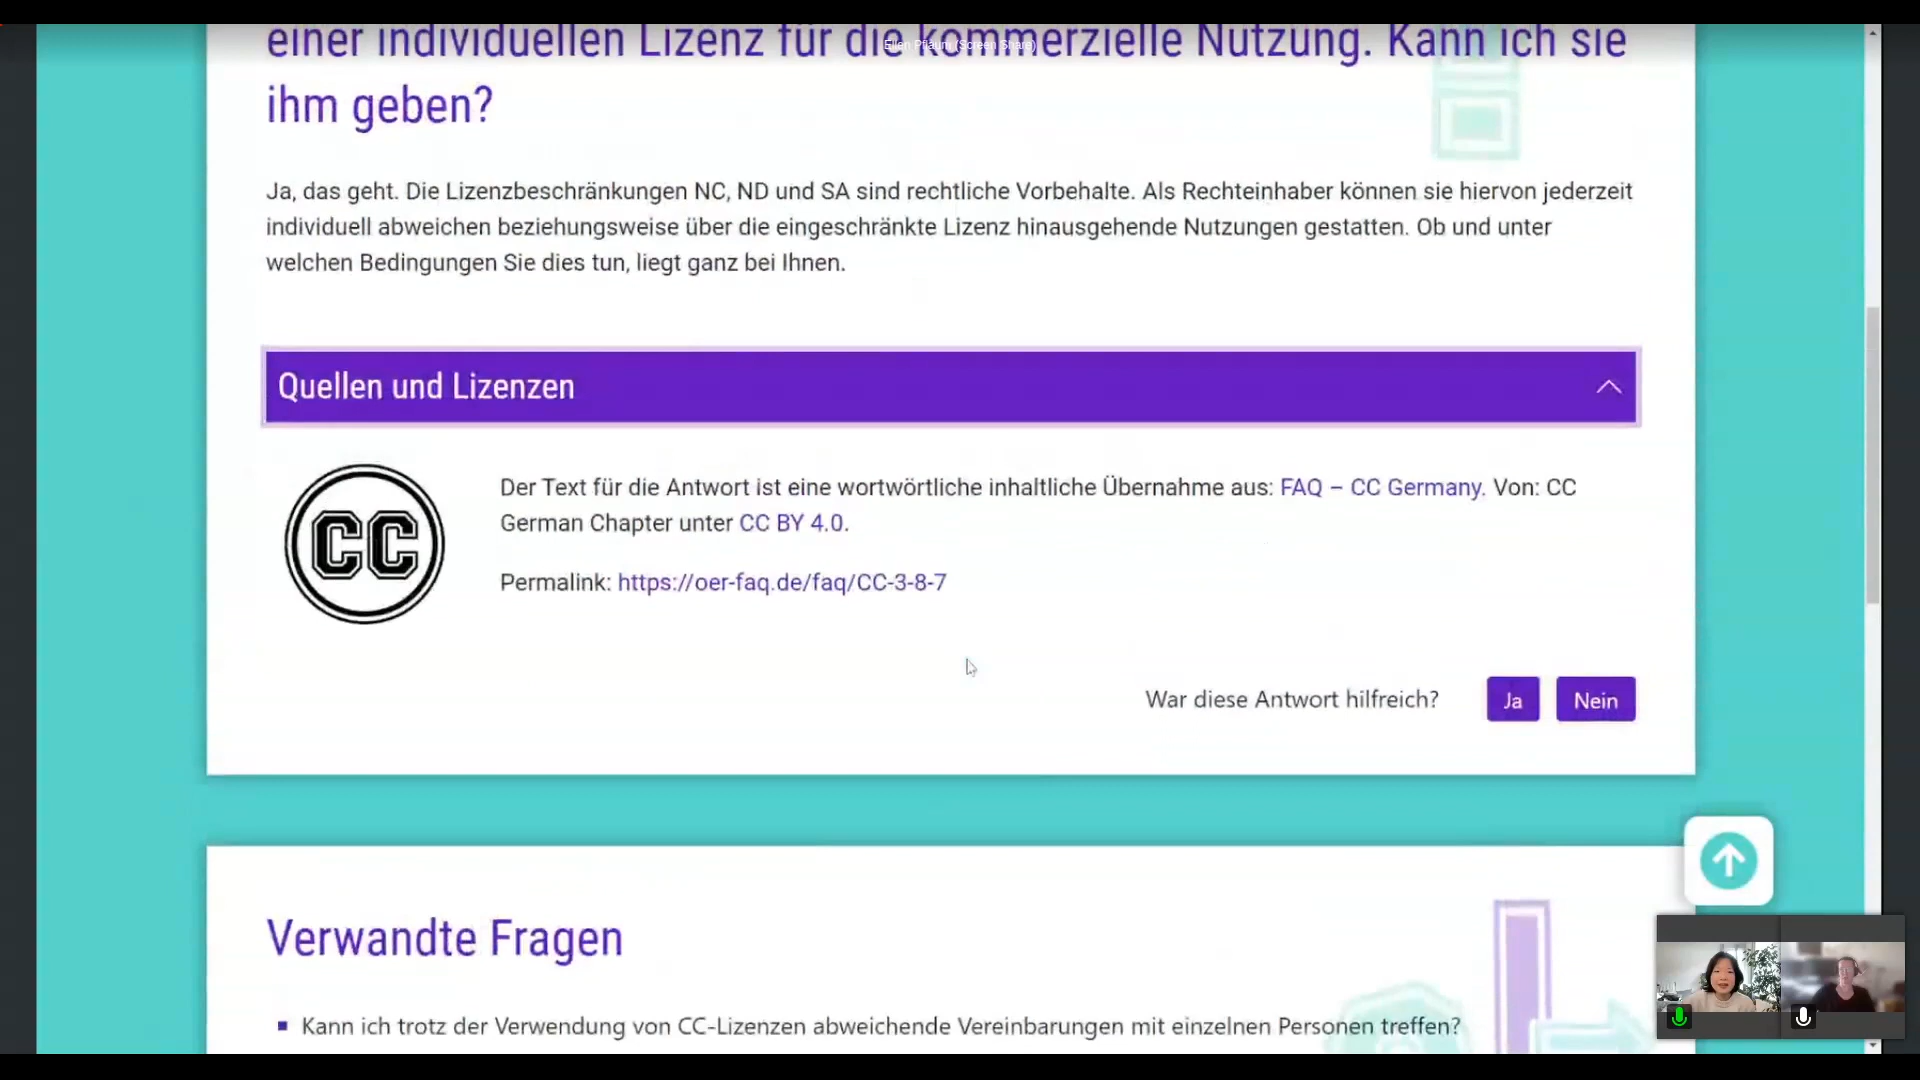 einer individuellen Lizenz für die kommerzielle Nutzung. Kann ich sie
Ellen Pflaum (Screen Share)
ihm geben?
Ja, das geht. Die Lizenzbeschränkungen NC, ND und SA sind rechtliche Vorbehalte. Als Rechteinhaber können sie hiervon jederzeit
individuell abweichen beziehungsweise über die eingeschränkte Lizenz hinausgehende Nutzungen gestatten. Ob und unter
welchen Bedingungen Sie dies tun, liegt ganz bei Ihnen.
Quellen und Lizenzen
CC
Der Text für die Antwort ist eine wortwörtliche inhaltliche Übernahme aus: FAQ – CC Germany. Von: CC
German Chapter unter CC BY 4.0.
Permalink: https://oer-faq.de/faq/CC-3-8-7
War diese Antwort hilfreich?
Ja
Nein
Verwandte Fragen
Kann ich trotz der Verwendung von CC-Lizenzen abweichende Vereinbarungen mit einzelnen Personen treffen?